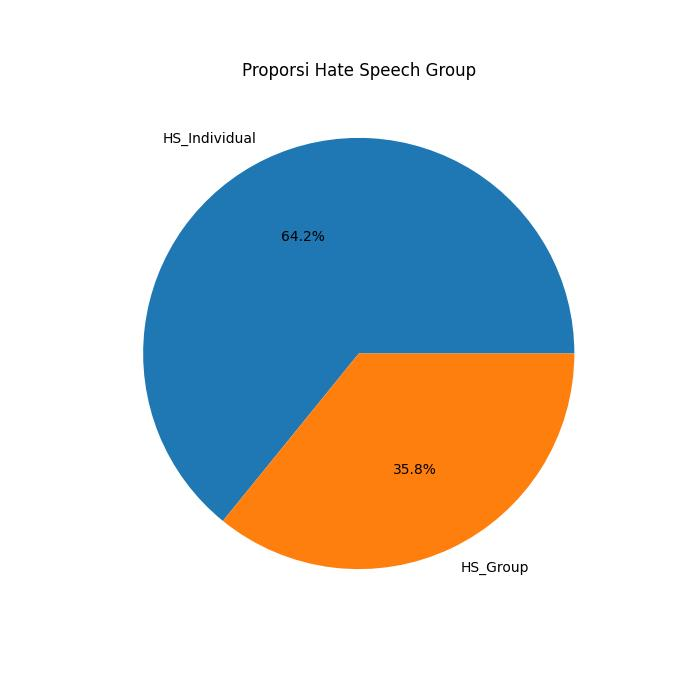 Proporsi Hate Speech Group
HS_Individual
64.2%
35.8%
HS_Group